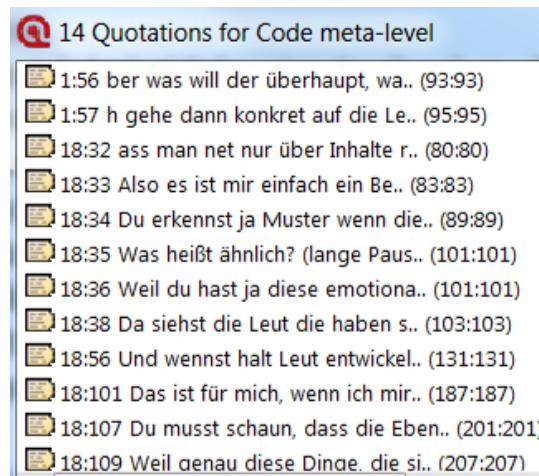 14 Quotations for Code meta-level
1:56 ber was will der überhaupt, wa.. (93:93)
1:57 h gehe dann konkret auf die Le.. (95:95)
18:32 ass man net nur über Inhalte r.. (80:80)
18:33 Also es ist mir einfach ein Be.. (83:83)
18:34 Du erkennst ja Muster wenn die.. (89:89)
18:35 Was heißt ähnlich? (lange Paus.. (101:101)
18:36 Weil du hast ja diese emotiona.. (101:101)
18:38 Da siehst die Leut die haben s.. (103:103)
18:56 Und wennst halt Leut entwickel.. (131:131)
18:101 Das ist für mich, wenn ich mir.. (187:187)
18:107 Du musst schaun, dass die Eben.. (201:201)
18:109 Weil genau diese Dinge, die si.. (207:207)